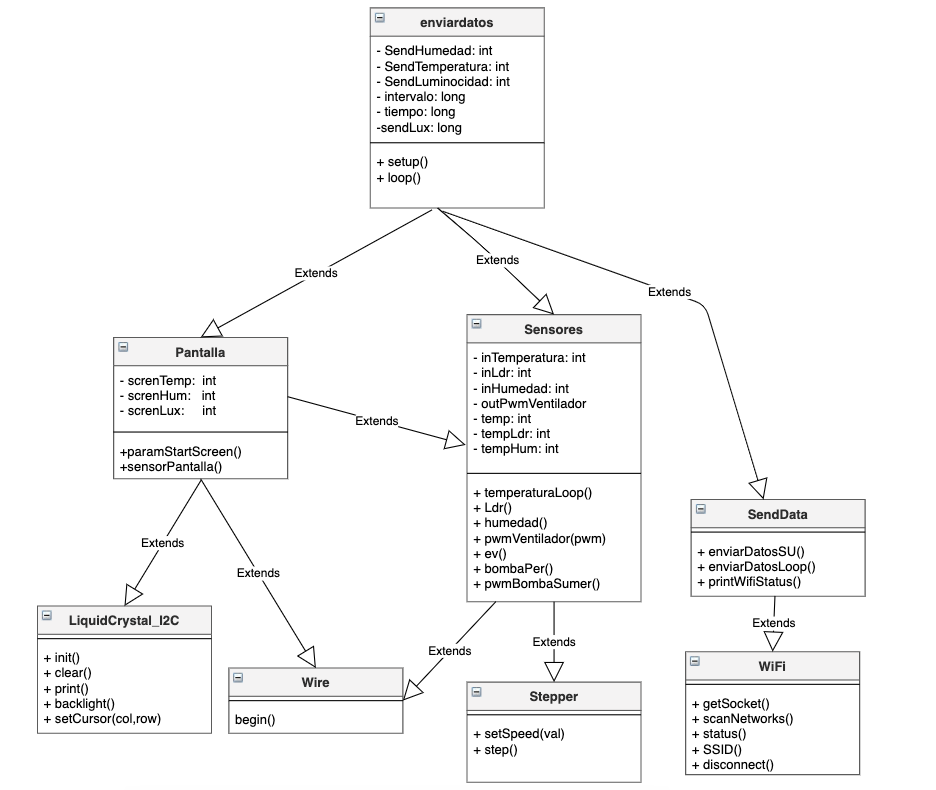 enviardatos
- SendHumedad: int
- SendTemperatura: int
- SendLuminocidad: int
- intervalo: long
- tiempo: long
-sendLux: long
+ setup()
+ loop()
Extends
Extends
Extends
Pantalla
- screnTemp: int
- screnHum: int
- screnLux: int
+paramStartScreen()
+sensorPantalla()
Extends
Sensores
- inTemperatura: int
- inLdr: int
- inHumedad: int
- outPwmVentilador
- temp: int
- tempLdr: int
- tempHum: int
+ temperaturaLoop()
+ Ldr()
+ humedad()
+ pwmVentilador(pwm)
+ ev()
+ bombaPer()
+ pwmBombaSumer()
SendData
+ enviarDatosSU()
+ enviarDatosLoop()
+ printWifiStatus()
Extends
Extends
Extends
Extends
Extends
LiquidCrystal_I2C
+ init()
+ clear()
+ print()
+ backlight()
+ setCursor(col,row)
Wire
begin()
Stepper
+ setSpeed(val)
+ step()
WiFi
+ getSocket()
+ scanNetworks()
+ status()
+ SSID()
+ disconnect()